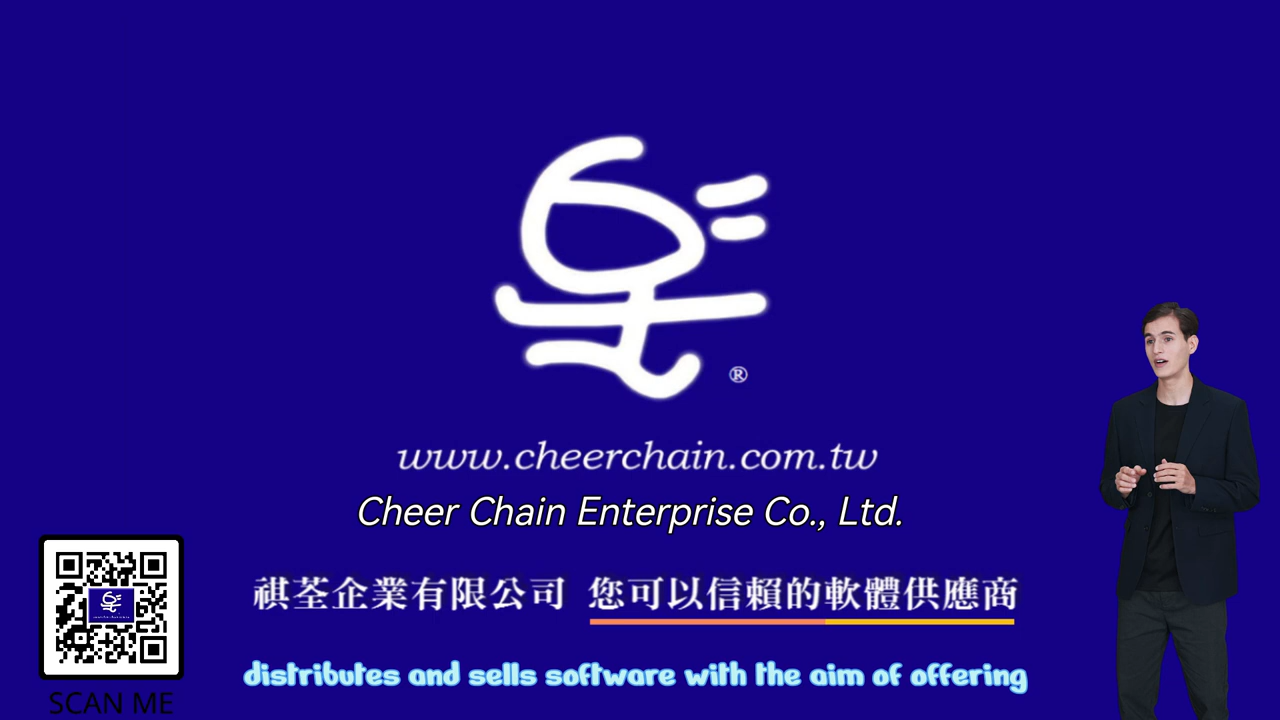 ®
www.cheerchain.com.tw
Cheer Chain Enterprise Co., Ltd.
祺荃企業有限公司 您可以信賴的軟體供應商
distributes and sells software with the aim of offering
SCAN ME